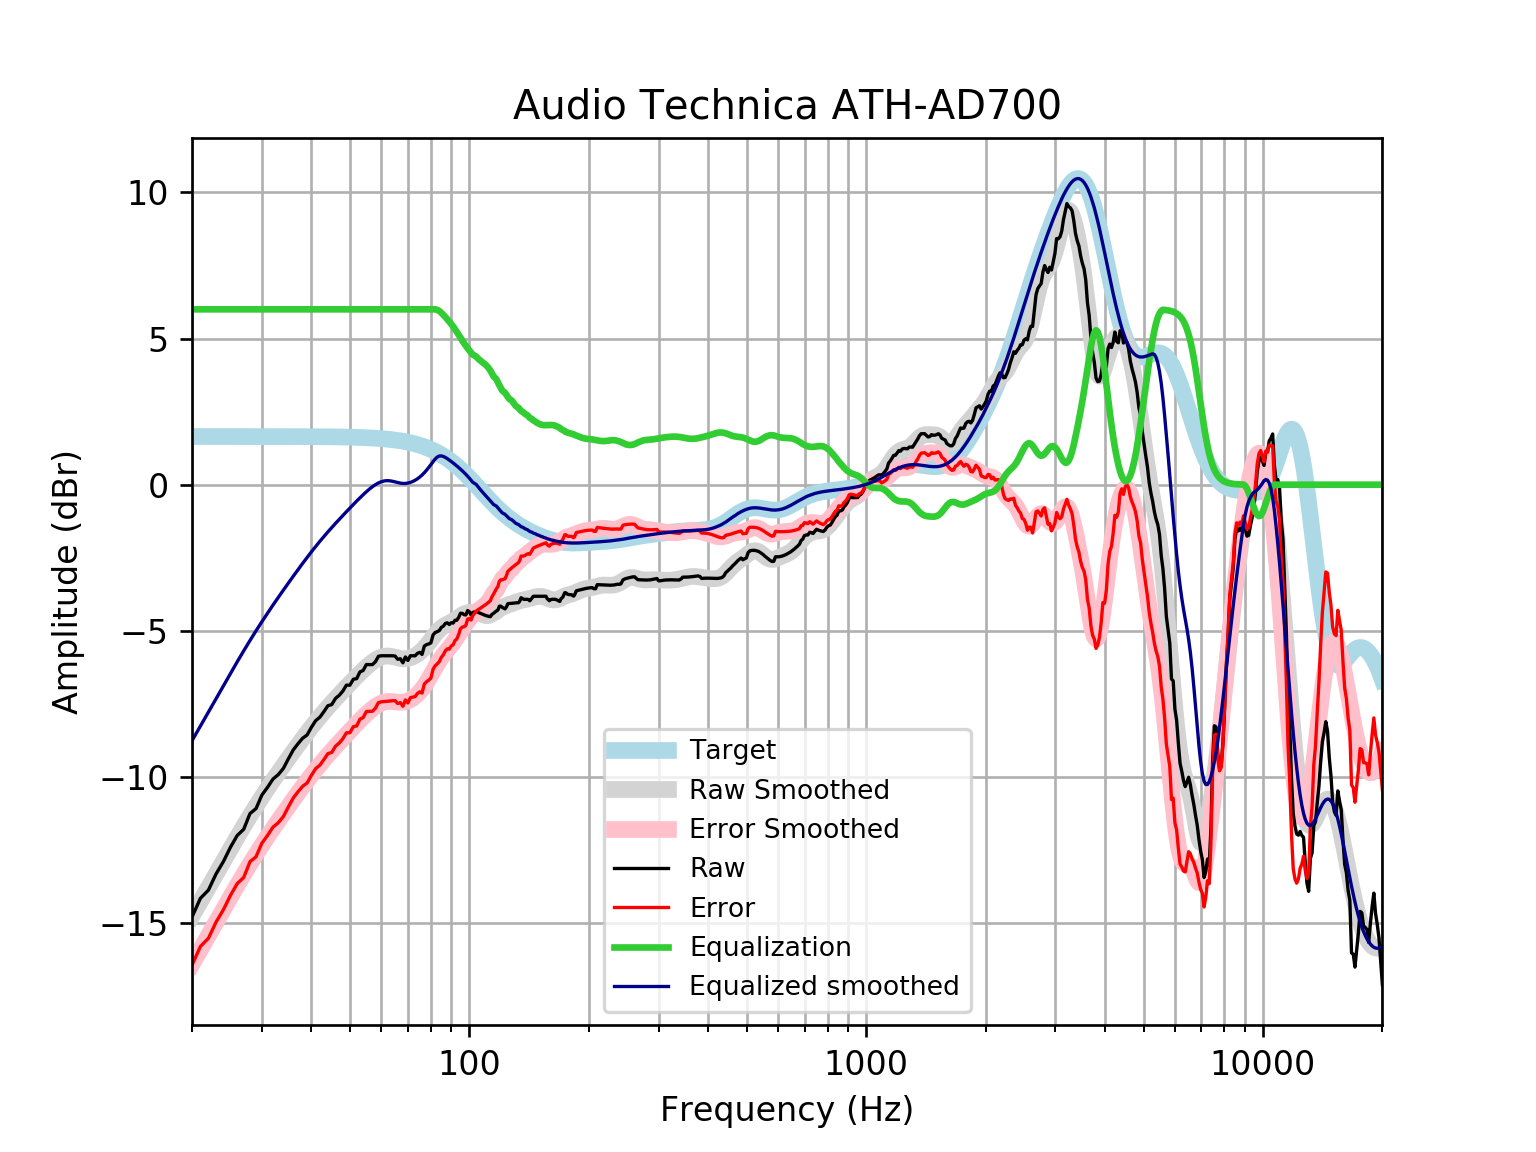 Audio Technica ATH-AD700
Amplitude (dBr)
10
5
0
−5
−10
−15
Target
Raw Smoothed
Error Smoothed
Raw
Error
Equalization
Equalized smoothed
100
1000
10000
Frequency (Hz)